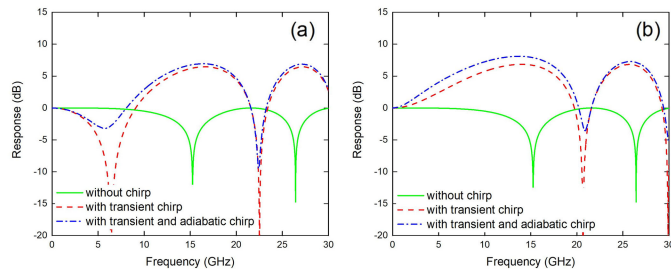 15
10
5
0
-5
-10
-15
-20
0
5
10
15
20
25
30
Response (dB)
Frequency (GHz)
(a)
without chirp
with transient chirp
with transient and adiabatic chirp
15
10
5
0
-5
-10
-15
-20
0
5
10
15
20
25
30
Response (dB)
Frequency (GHz)
(b)
without chirp
with transient chirp
with transient and adiabatic chirp